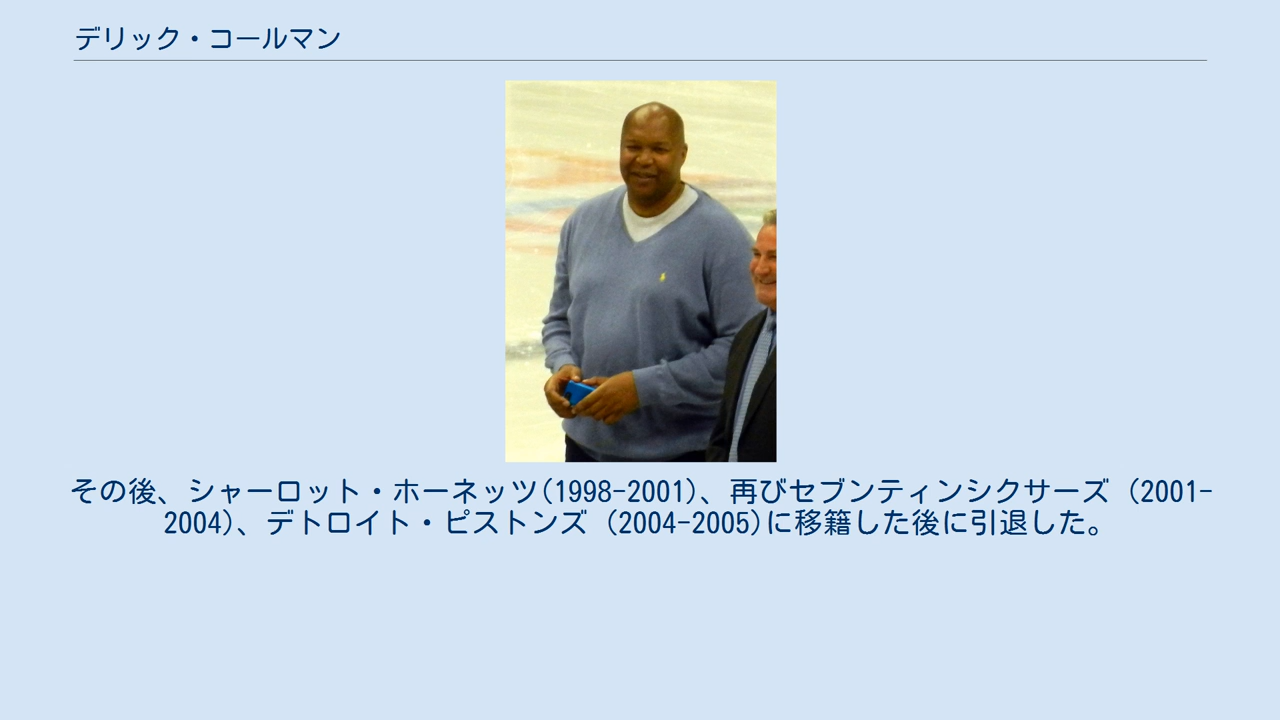 デリック・コールマン
その後、シャーロット・ホーネッツ(1998-2001)、再びセブンティンシクサーズ (2001-
2004)、デトロイト・ピストンズ (2004-2005)に移籍した後に引退した。